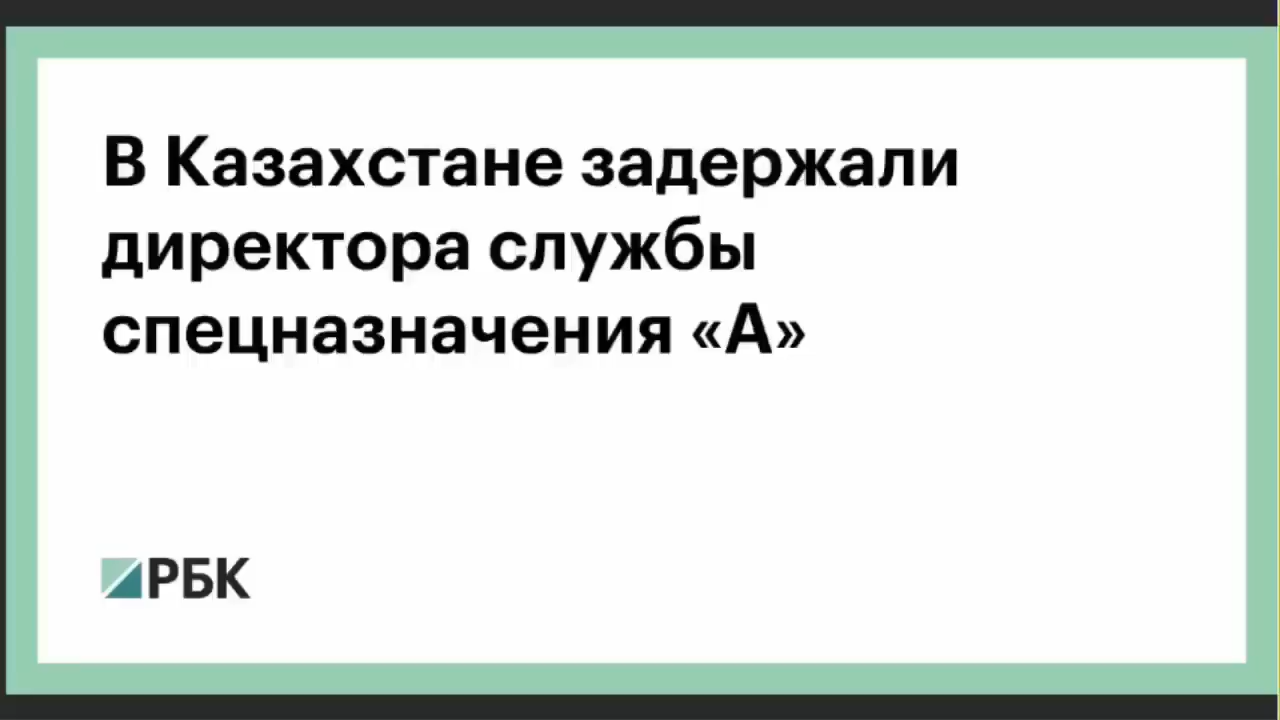 В Казахстане задержали
директора службы
спецназначения «А»
РБК